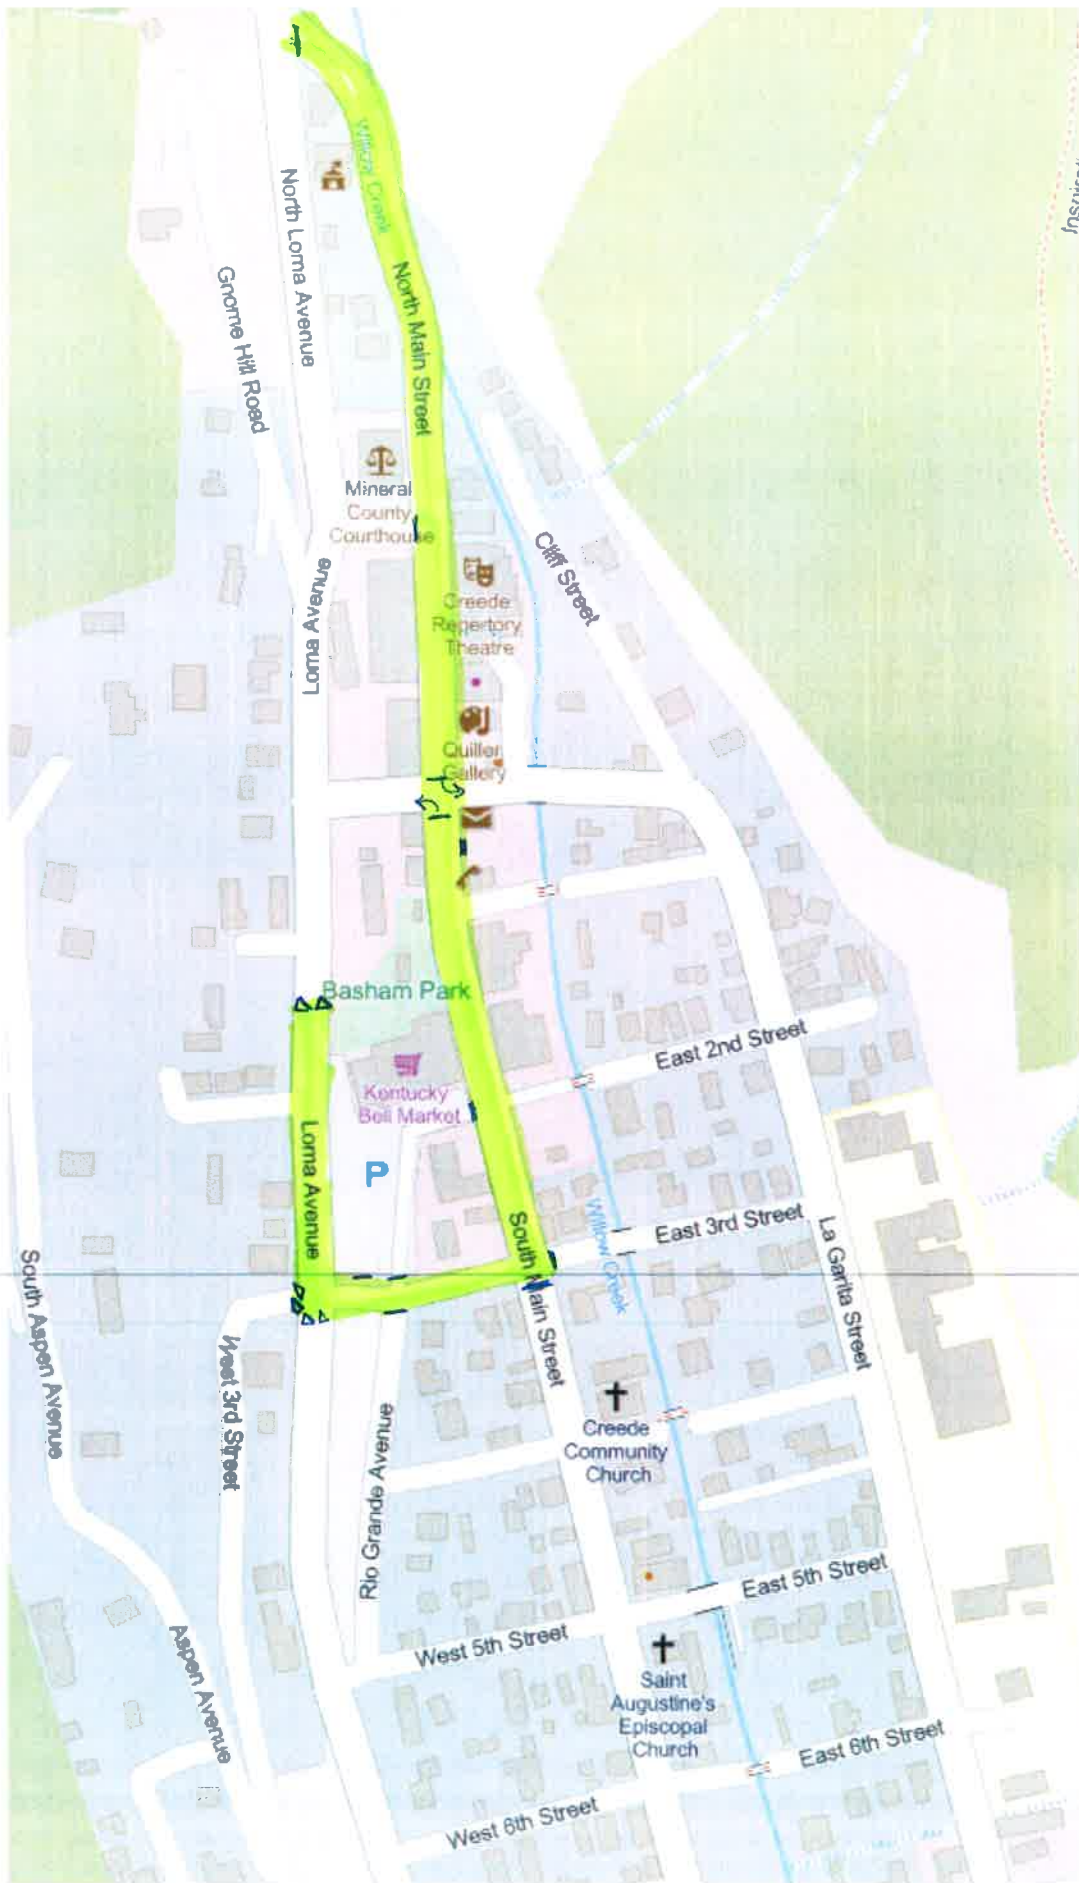 Willow Creek
North Loma Avenue
Gnome Hill Road
North Main Street
Mineral
County
Courthouse
Cliff Street
Loma Avenue
Creede
Repertory
Theatre
Quiller
Gallery
Basham Park
East 2nd Street
Kentucky
Bell Market
P
Loma Avenue
South Main Street
Willow Creek
East 3rd Street
La Garita Street
South Aspen Avenue
West 3rd Street
Rio Grande Avenue
Creede
Community
Church
East 5th Street
West 5th Street
Aspen Avenue
Saint
Augustine's
Episcopal
Church
East 6th Street
West 6th Street